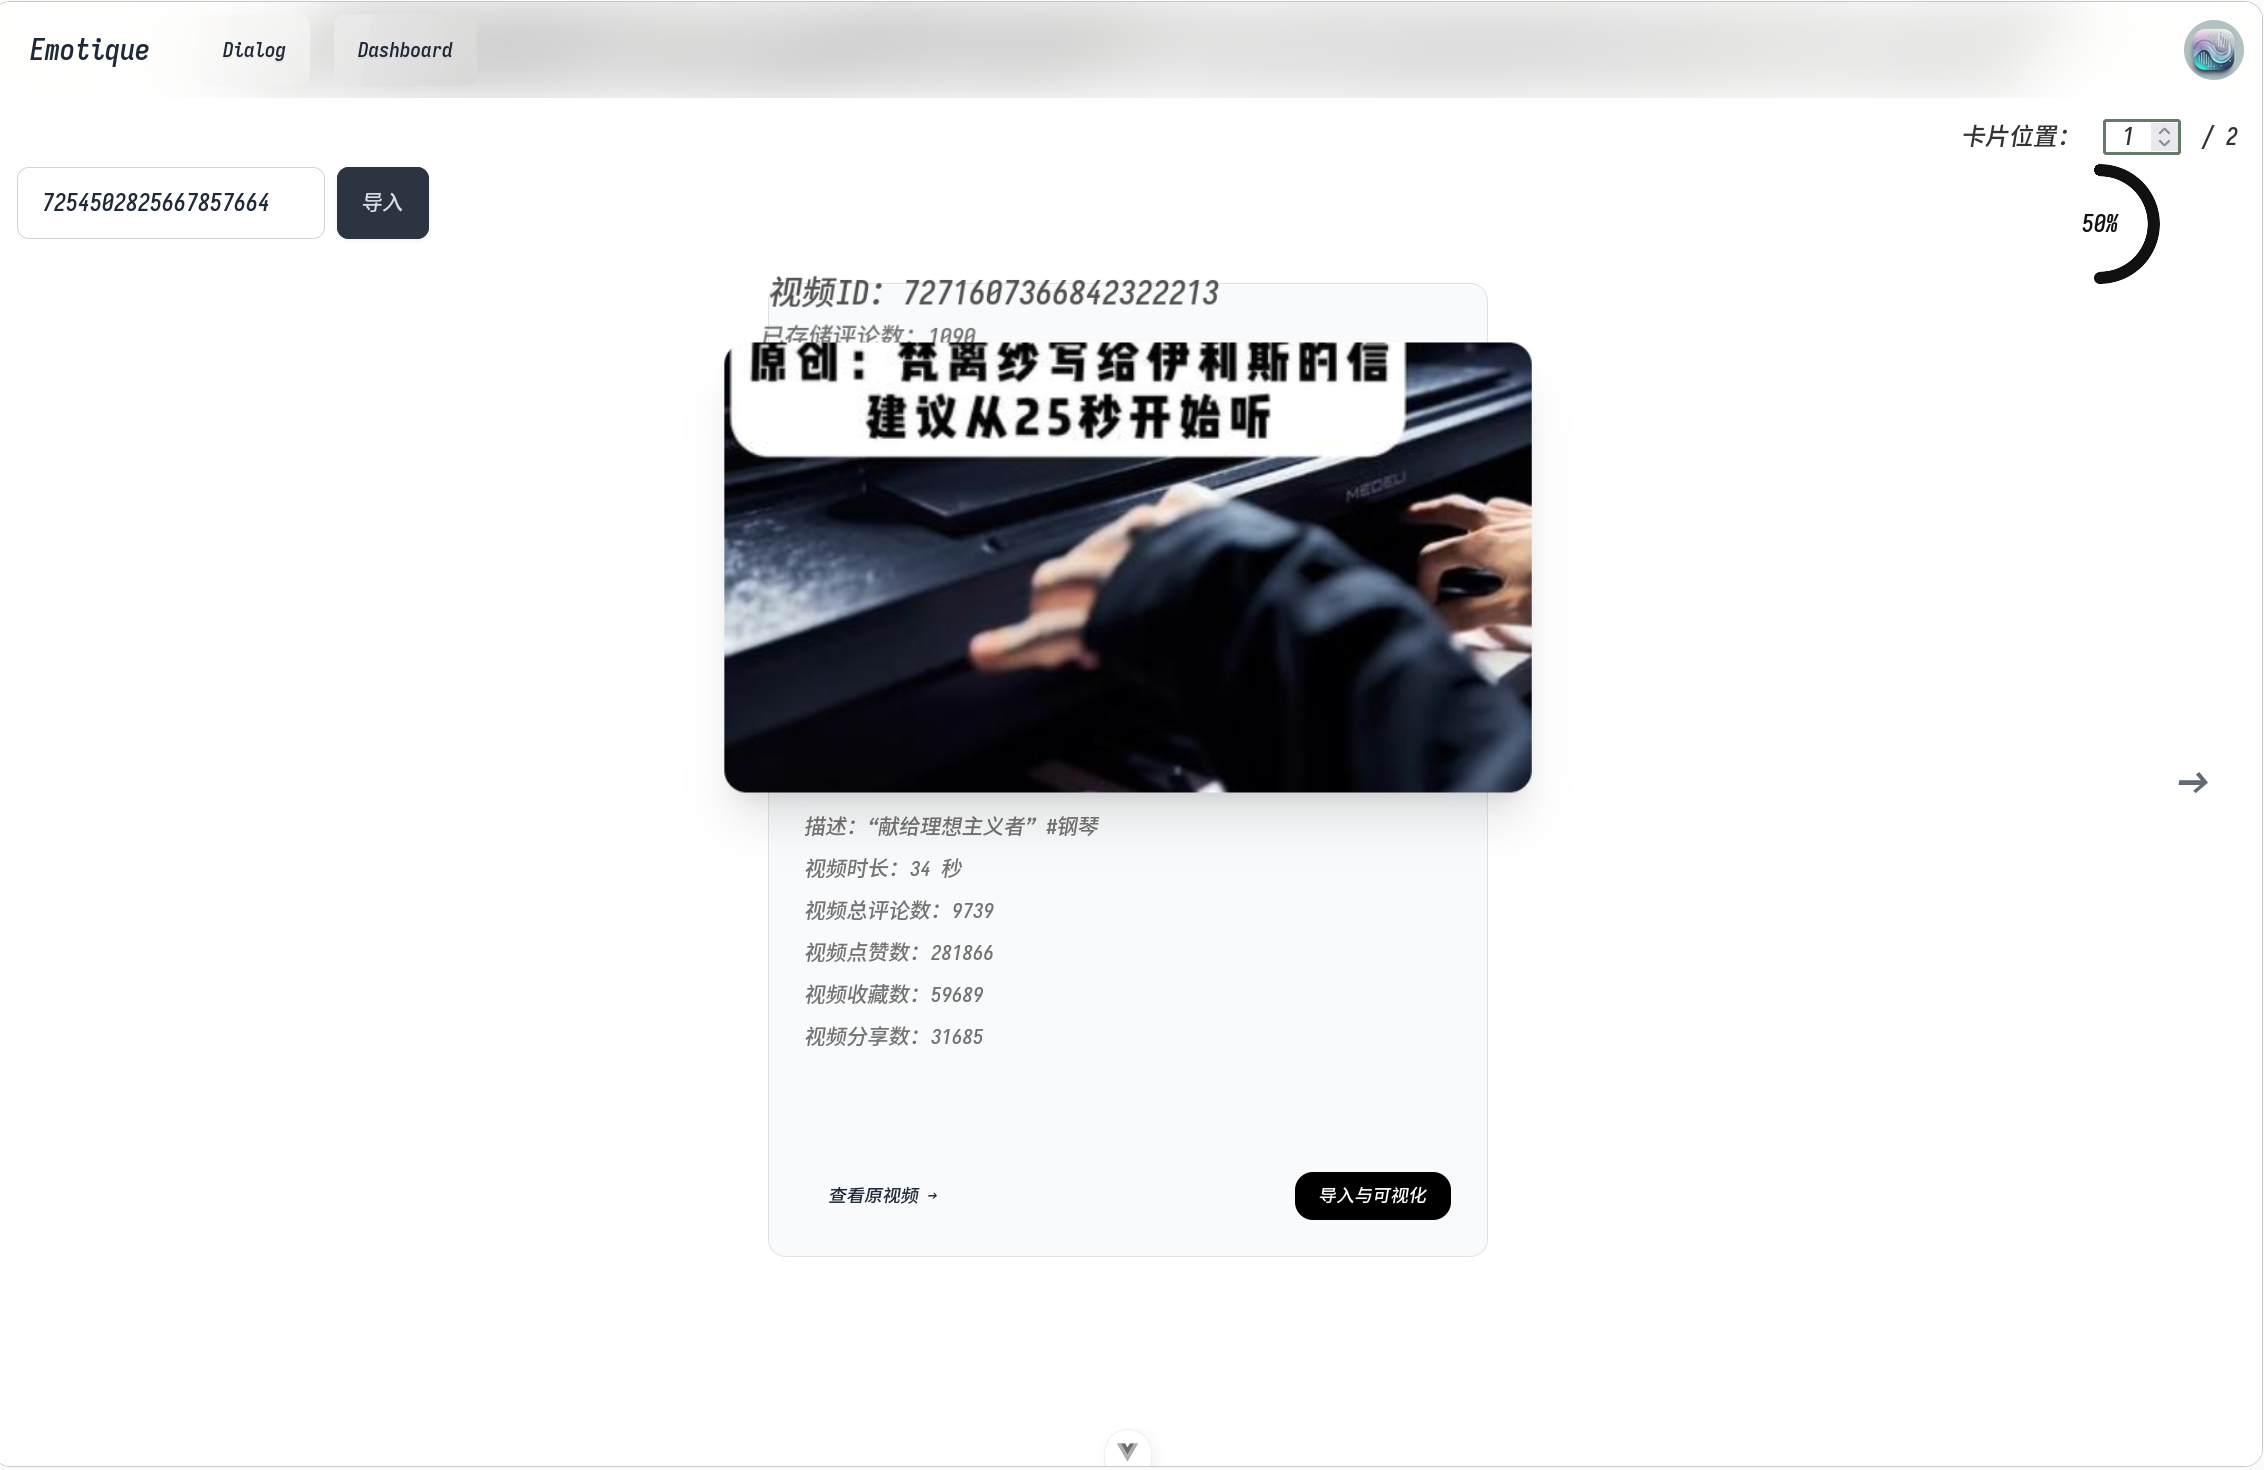 Emotique
Dialog
Dashboard
卡片位置： 1 / 2
7254502825667857664
导入
50%
视频ID：7271607366842322213
已存储评论数：1090
原创：梵离纱写给伊利斯的信
建议从25秒开始听
MEDELI
描述：“献给理想主义者”#钢琴
视频时长：34 秒
视频总评论数：9739
视频点赞数：281866
视频收藏数：59689
视频分享数：31685
查看原视频 →
导入与可视化